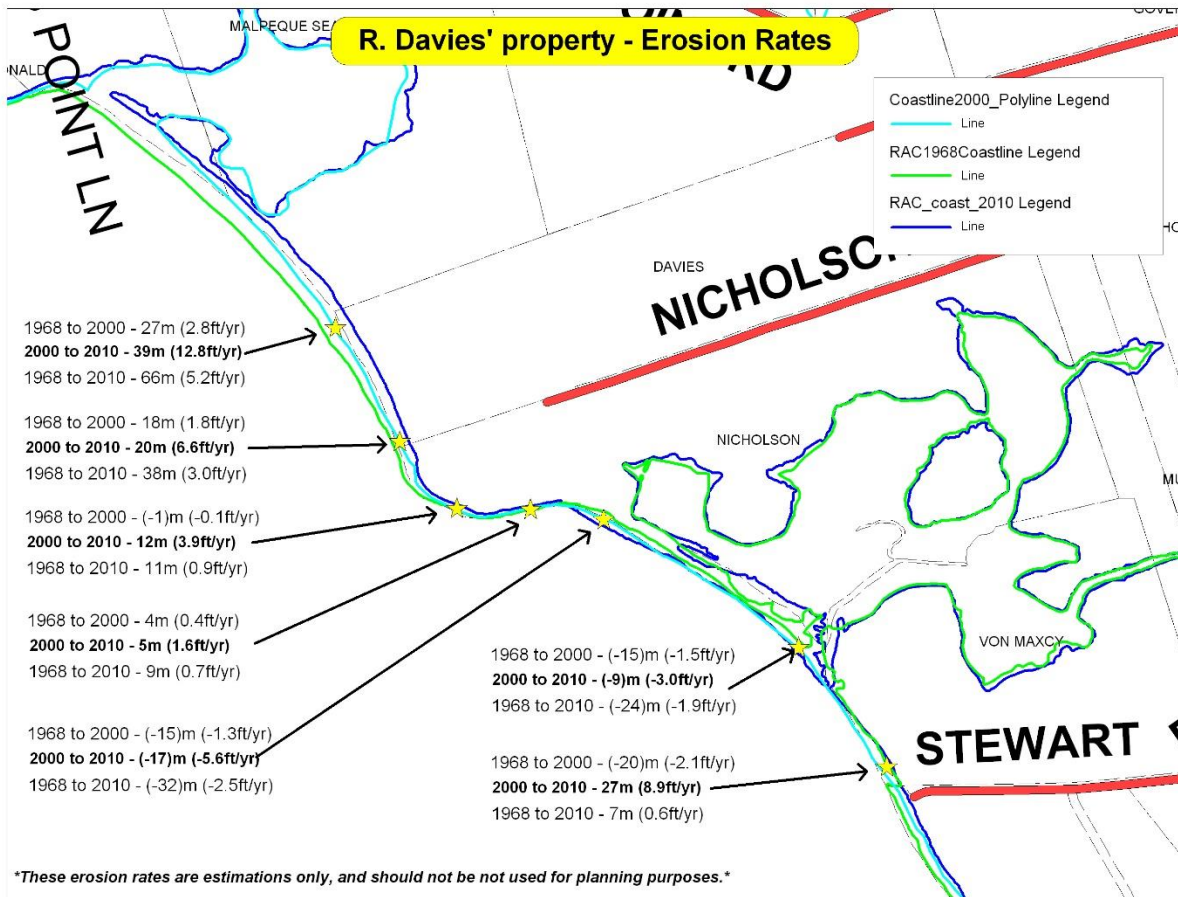 MALPEQUE SEA
R. Davies' property - Erosion Rates
RD
POINT LN
Coastline2000_Polyline Legend
Line
RAC1968Coastline Legend
Line
RAC_coast_2010 Legend
Line
DAVIES
NICHOLSON
1968 to 2000 - 27m (2.8ft/yr)
2000 to 2010 - 39m (12.8ft/yr)
1968 to 2010 - 66m (5.2ft/yr)
1968 to 2000 - 18m (1.8ft/yr)
2000 to 2010 - 20m (6.6ft/yr)
1968 to 2010 - 38m (3.0ft/yr)
NICHOLSON
1968 to 2000 - (-1)m (-0.1ft/yr)
2000 to 2010 - 12m (3.9ft/yr)
1968 to 2010 - 11m (0.9ft/yr)
1968 to 2000 - 4m (0.4ft/yr)
2000 to 2010 - 5m (1.6ft/yr)
1968 to 2010 - 9m (0.7ft/yr)
VON MAXCY
1968 to 2000 - (-15)m (-1.5ft/yr)
2000 to 2010 - (-9)m (-3.0ft/yr)
1968 to 2010 - (-24)m (-1.9ft/yr)
1968 to 2000 - (-15)m (-1.3ft/yr)
2000 to 2010 - (-17)m (-5.6ft/yr)
1968 to 2010 - (-32)m (-2.5ft/yr)
STEWART
1968 to 2000 - (-20)m (-2.1ft/yr)
2000 to 2010 - 27m (8.9ft/yr)
1968 to 2010 - 7m (0.6ft/yr)
*These erosion rates are estimations only, and should not be not used for planning purposes.*